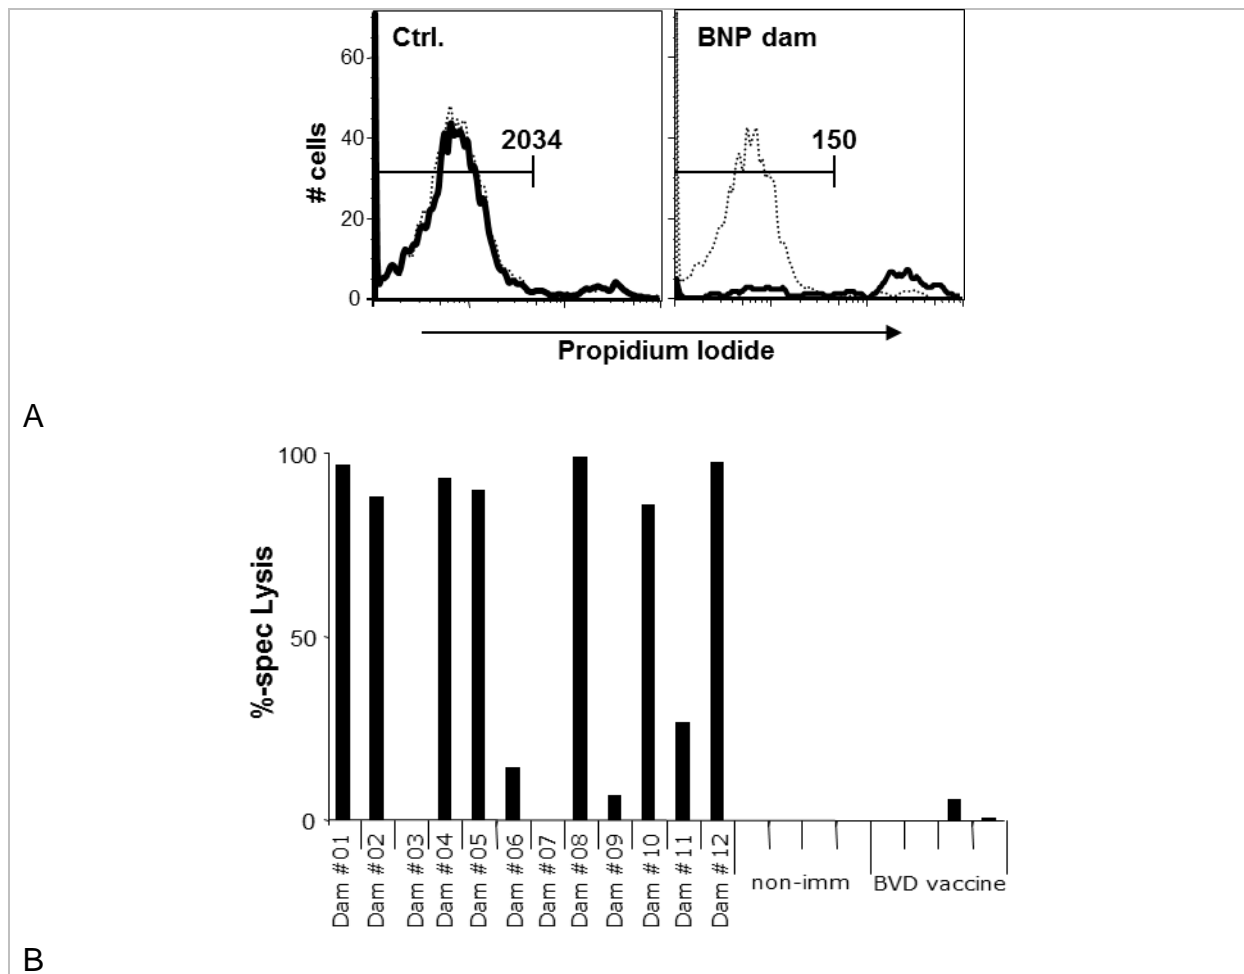 Ctrl.
BNP dam
60
40
20
0
# cells
2034
150
Propidium Iodide
A
100
50
0
%-spec Lysis
Dam #01
Dam #02
Dam #03
Dam #04
Dam #05
Dam #06
Dam #07
Dam #08
Dam #09
Dam #10
Dam #11
Dam #12
non-imm
BVD vaccine
B